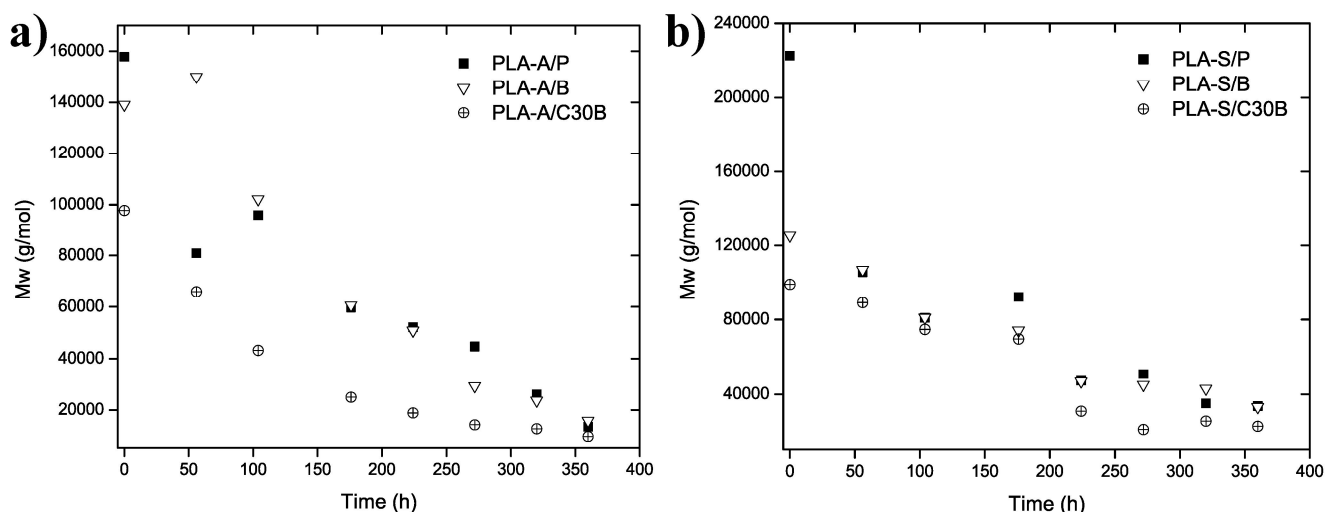 a)
160000
140000
120000
100000
80000
60000
40000
20000
Mw (g/mol)
PLA-A/P
PLA-A/B
PLA-A/C30B
0 50 100 150 200 250 300 350 400
Time (h)
b)
240000
200000
160000
120000
80000
40000
Mw (g/mol)
PLA-S/P
PLA-S/B
PLA-S/C30B
0 50 100 150 200 250 300 350 400
Time (h)